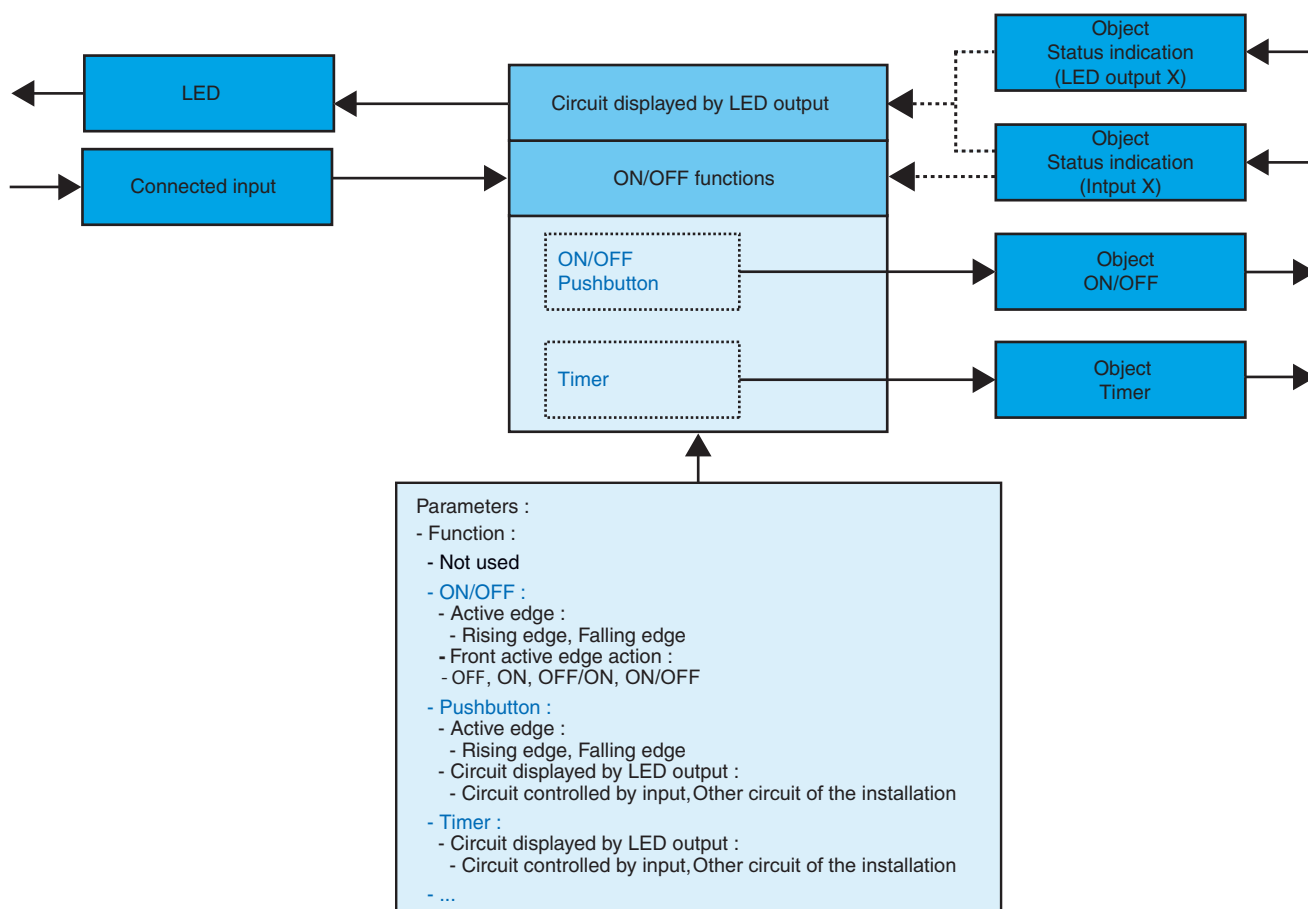 LED
Connected input
Circuit displayed by LED output
ON/OFF functions
ON/OFF
Pushbutton
Timer
Object
Status indication
(LED output X)
Object
Status indication
(Intput X)
Object
ON/OFF
Object
Timer
Parameters :
- Function :
- Not used
- ON/OFF :
- Active edge :
- Rising edge, Falling edge
- Front active edge action :
- OFF, ON, OFF/ON, ON/OFF
- Pushbutton :
- Active edge :
- Rising edge, Falling edge
- Circuit displayed by LED output :
- Circuit controlled by input, Other circuit of the installation
- Timer :
- Circuit displayed by LED output :
- Circuit controlled by input, Other circuit of the installation
- ...